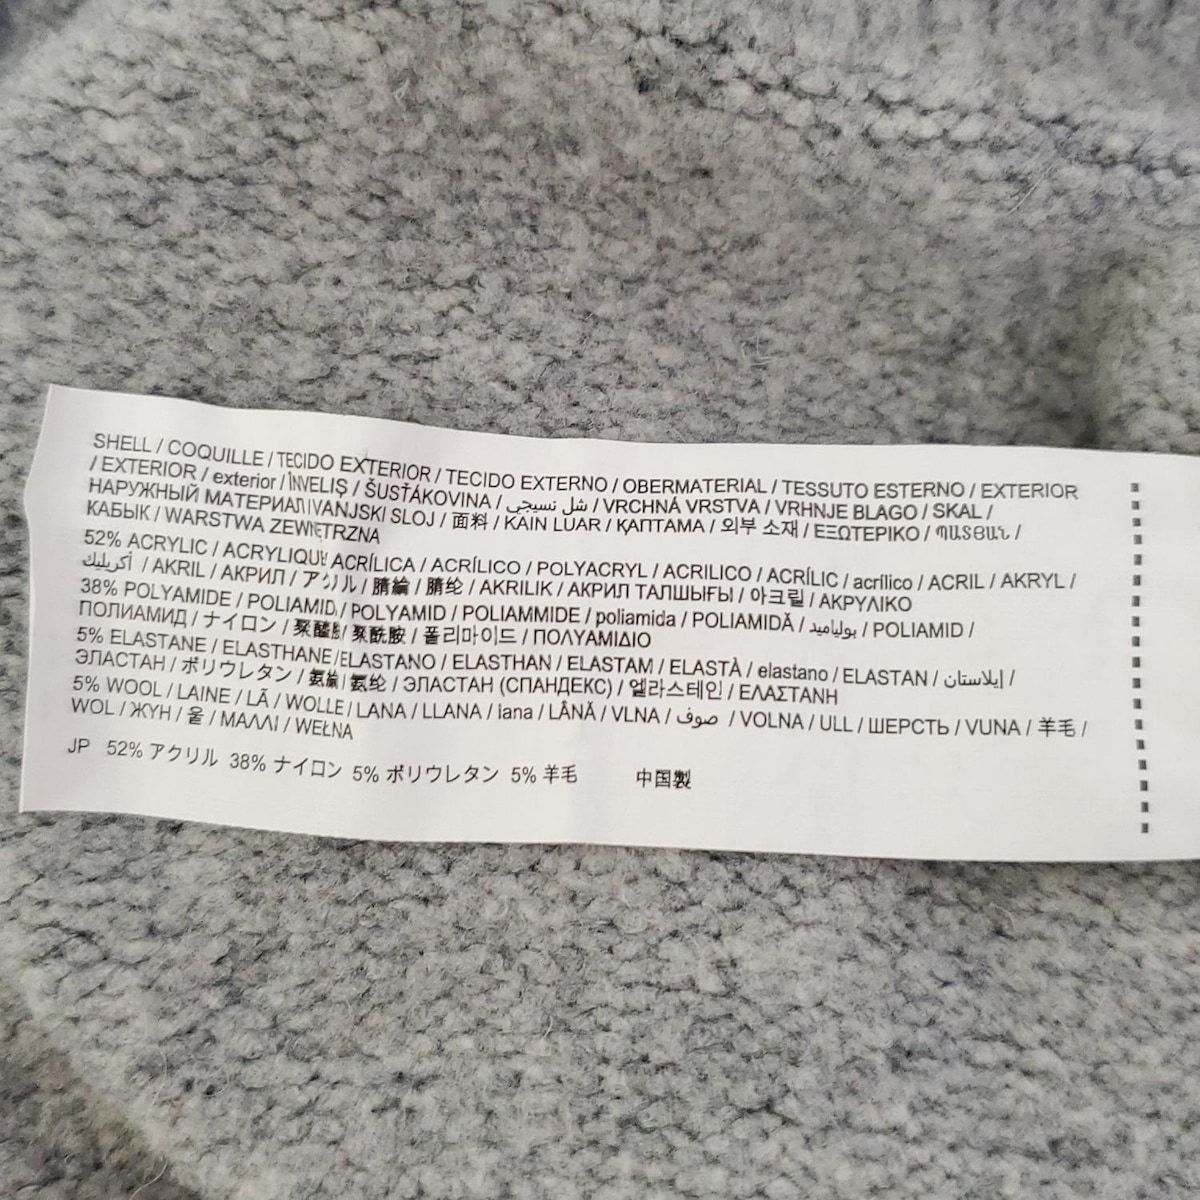 SHELL / COQUILLE / TECIDO EXTERIOR / TECIDO EXTERNO / OBERMATERIAL / TESSUTO ESTERNO / EXTERIOR
/ EXTERIOR / exterior / İNVELIŞ / ŠUSŤÁKOVINA / شل نسيجي / VRCHNÁ VRSTVA / VRHNJE BLAGO / SKAL /
НАРУЖНЫЙ МАТЕРИАЛ VANJSKI SLOJ / 面料 / KAIN LUAR / ҚАПТАМА / 외부 소재 / ΕΞΩΤΕΡΙΚΟ /
КАБЫК / WARSTWA ZEWNĘTRZNA
52% ACRYLIC / ACRYLIQUE ACRÍLICA / ACRÍLICO / POLYACRYL / ACRILICO / ACRÍLIC / acrílico / ACRIL / AKRYL /
أكريليك / AKRIL / АКРИЛ / アクリル / 腈綸 / 腈纶 / AKRILIK / АКРИЛ ТАЛШЫҒЫ / 아크릴 / ΑΚΡΥΛΙΚΟ
38% POLYAMIDE / POLIAMID / POLYAMID / POLIAMMIDE / poliamida / POLIAMIDĂ / بولياميد / POLIAMID /
ПОЛИАМИД / ナイロン / 聚醯 / 聚酰胺 / 폴리마이드 / ΠΟΛΥΑΜΙΔΙΟ
5% ELASTANE / ELASTHANE / ELASTANO / ELASTHAN / ELASTAM / ELASTÀ / elastano / ELASTAN / إيلاستان /
ЭЛАСТАН / ポリウレタン / 氨綸 / 氨纶 / ЭЛАСТАН (СПАНДЕКС) / 엘라스테인 / ΕΛΑΣΤΑΝΗ
5% WOOL / LAINE / LÃ / WOLLE / LANA / LLANA / lana / LÂNĂ / VLNA / صوف / VOLNA / ULL / ШЕРСТЬ / VUNA / 羊毛 /
WOL / ЖҮН / 울 / ΜΑΛΛΙ / WEŁNA
JP 52% アクリル 38% ナイロン 5% ポリウレタン 5% 羊毛 中国製